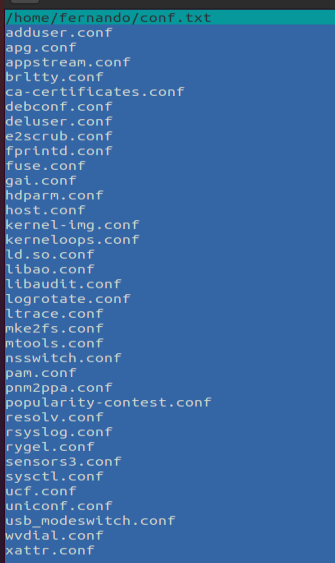 /home/fernando/conf.txt
adduser.conf
apg.conf
appstream.conf
brltty.conf
ca-certificates.conf
debconf.conf
deluser.conf
e2scrub.conf
fprintd.conf
fuse.conf
gai.conf
hdparm.conf
host.conf
kernel-img.conf
kerneloops.conf
ld.so.conf
libao.conf
libaudit.conf
logrotate.conf
ltrace.conf
mke2fs.conf
mtools.conf
nsswitch.conf
pam.conf
pnm2ppa.conf
popularity-contest.conf
resolv.conf
rsyslog.conf
rygel.conf
sensors3.conf
sysctl.conf
ucf.conf
uniconf.conf
usb_modeswitch.conf
wvdial.conf
xattr.conf